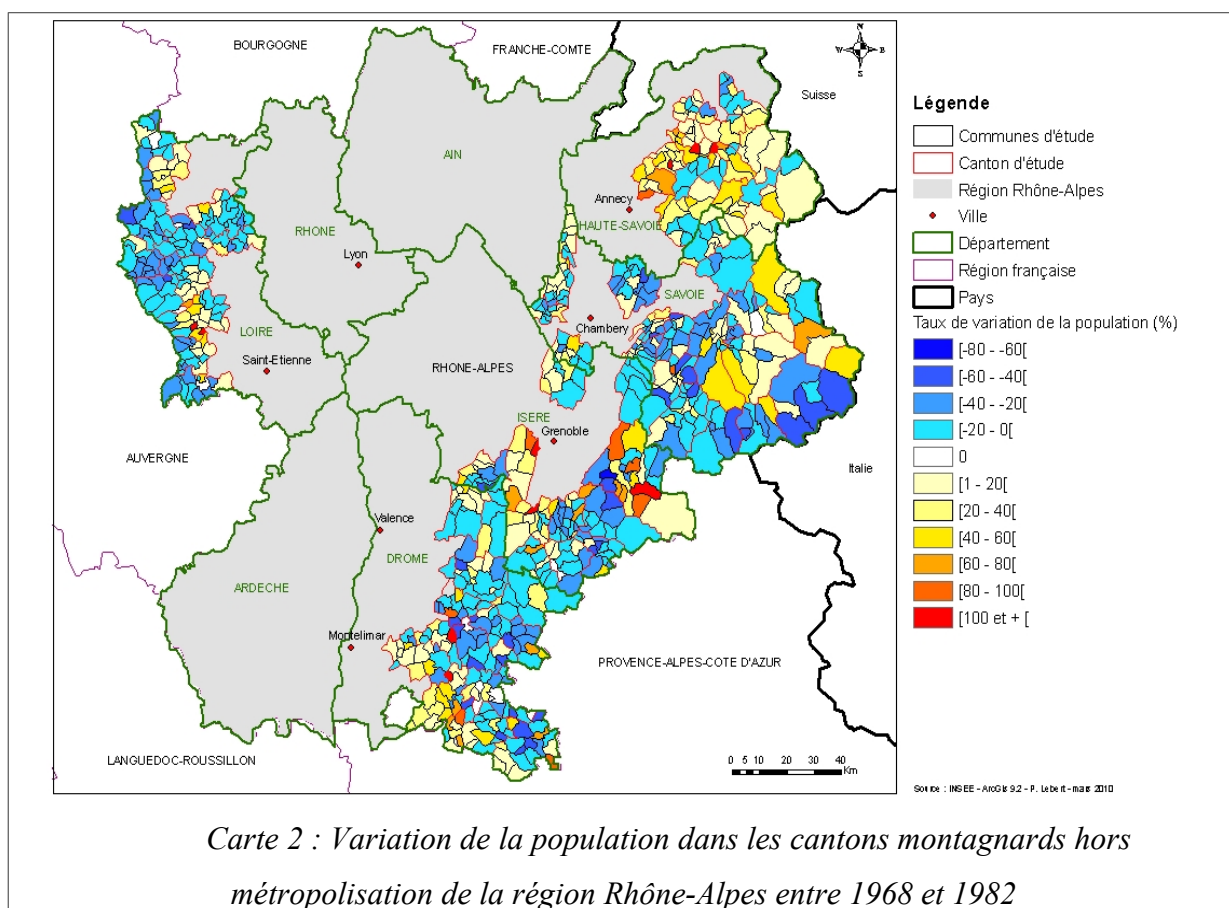 BOURGOGNE
FRANCHE-COMTE
N
W
E
S
Suisse
AIN
Annecy
HAUTE-SAVOIE
RHONE
Lyon
SAVOIE
Chambery
LOIRE
Saint-Etienne
RHONE-ALPES
ISERE
Grenoble
AUVERGNE
Italie
Valence
DROME
ARDECHE
Montelimar
PROVENCE-ALPES-COTE D'AZUR
LANGUEDOC-ROUSSILLON
0 5 10 20 30 40
Km
Légende
Communes d'étude
Canton d'étude
Région Rhône-Alpes
Ville
Département
Région française
Pays
Taux de variation de la population (%)
[-80 - -60[
[-60 - -40[
[-40 - -20[
[-20 - 0[
0
[1 - 20[
[20 - 40[
[40 - 60[
[60 - 80[
[80 - 100[
[100 et + [
Source : INSEE - ArcGis 9.2 - P. Lebert - mars 2010
Carte 2 : Variation de la population dans les cantons montagnards hors
métropolisation de la région Rhône-Alpes entre 1968 et 1982